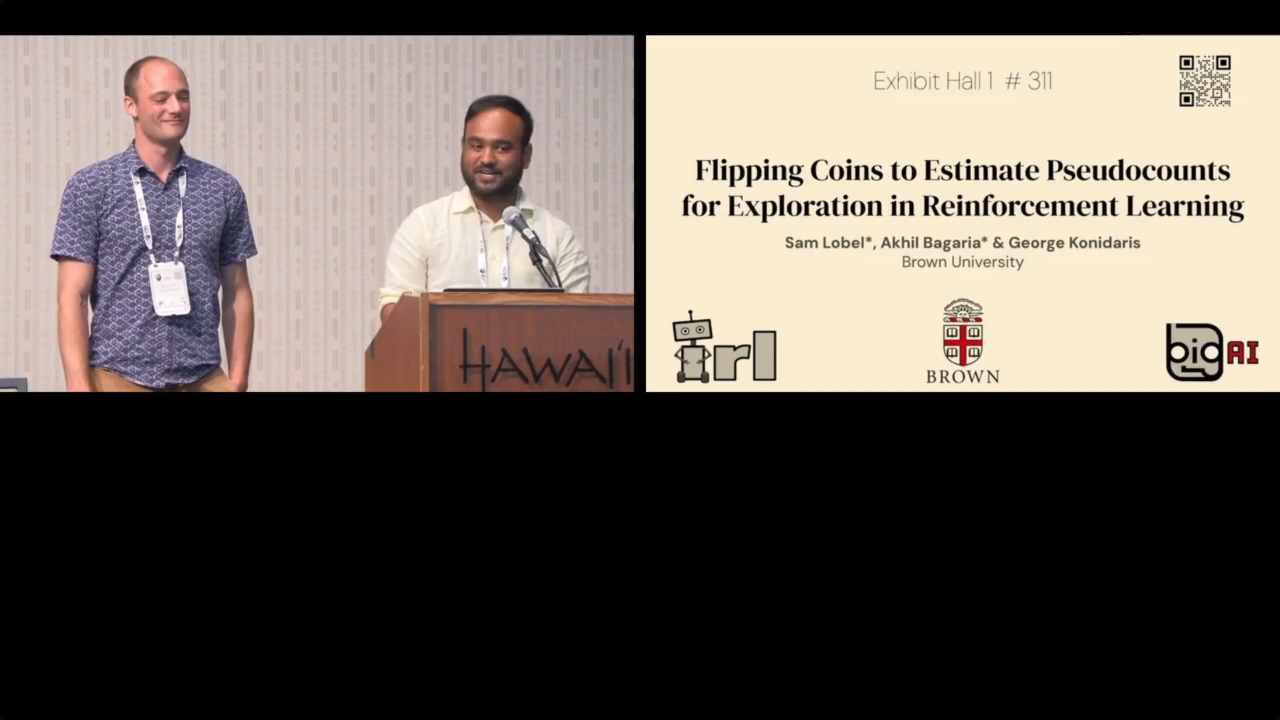 HAWAI'I
Exhibit Hall 1 # 311
Flipping Coins to Estimate Pseudocounts
for Exploration in Reinforcement Learning
Sam Lobel*, Akhil Bagaria* & George Konidaris
Brown University
irl
BROWN
big AI